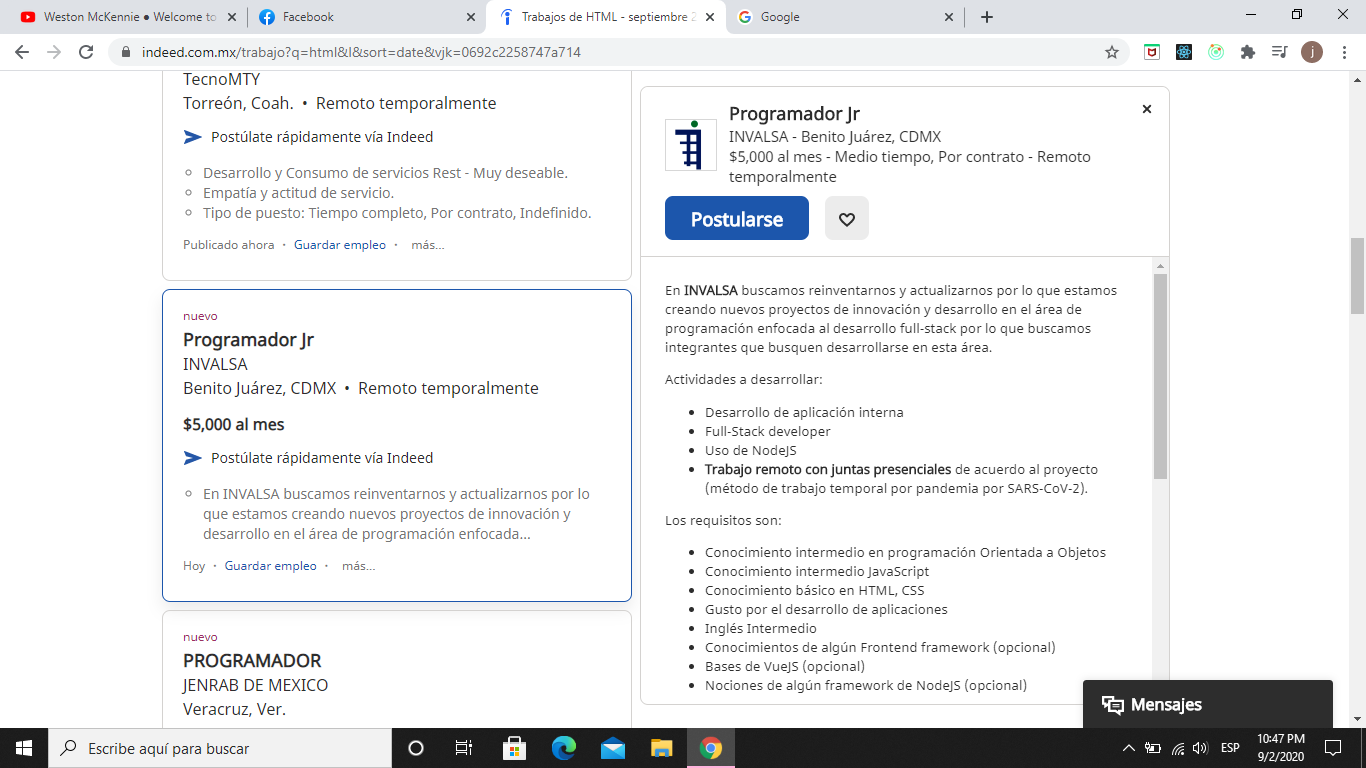 Weston McKennie ● Welcome to
Facebook
Trabajos de HTML - septiembre 2
Google
indeed.com.mx/trabajo?q=html&l&sort=date&vjk=0692c2258747a714
j
TecnoMTY
Torreón, Coah. • Remoto temporalmente
Postúlate rápidamente vía Indeed
Desarrollo y Consumo de servicios Rest - Muy deseable.
Empatía y actitud de servicio.
Tipo de puesto: Tiempo completo, Por contrato, Indefinido.
Publicado ahora · Guardar empleo · más...
nuevo
Programador Jr
INVALSA
Benito Juárez, CDMX • Remoto temporalmente
$5,000 al mes
Postúlate rápidamente vía Indeed
En INVALSA buscamos reinventarnos y actualizarnos por lo
que estamos creando nuevos proyectos de innovación y
desarrollo en el área de programación enfocada...
Hoy · Guardar empleo · más...
nuevo
PROGRAMADOR
JENRAB DE MEXICO
Veracruz, Ver.
Programador Jr
INVALSA - Benito Juárez, CDMX
$5,000 al mes - Medio tiempo, Por contrato - Remoto
temporalmente
Postularse
En INVALSA buscamos reinventarnos y actualizarnos por lo que estamos
creando nuevos proyectos de innovación y desarrollo en el área de
programación enfocada al desarrollo full-stack por lo que buscamos
integrantes que busquen desarrollarse en esta área.
Actividades a desarrollar:
Desarrollo de aplicación interna
Full-Stack developer
Uso de NodeJS
Trabajo remoto con juntas presenciales de acuerdo al proyecto
(método de trabajo temporal por pandemia por SARS-CoV-2).
Los requisitos son:
Conocimiento intermedio en programación Orientada a Objetos
Conocimiento intermedio JavaScript
Conocimiento básico en HTML, CSS
Gusto por el desarrollo de aplicaciones
Inglés Intermedio
Conocimientos de algún Frontend framework (opcional)
Bases de VueJS (opcional)
Nociones de algún framework de NodeJS (opcional)
Mensajes
Escribe aquí para buscar
ESP
10:47 PM
9/2/2020